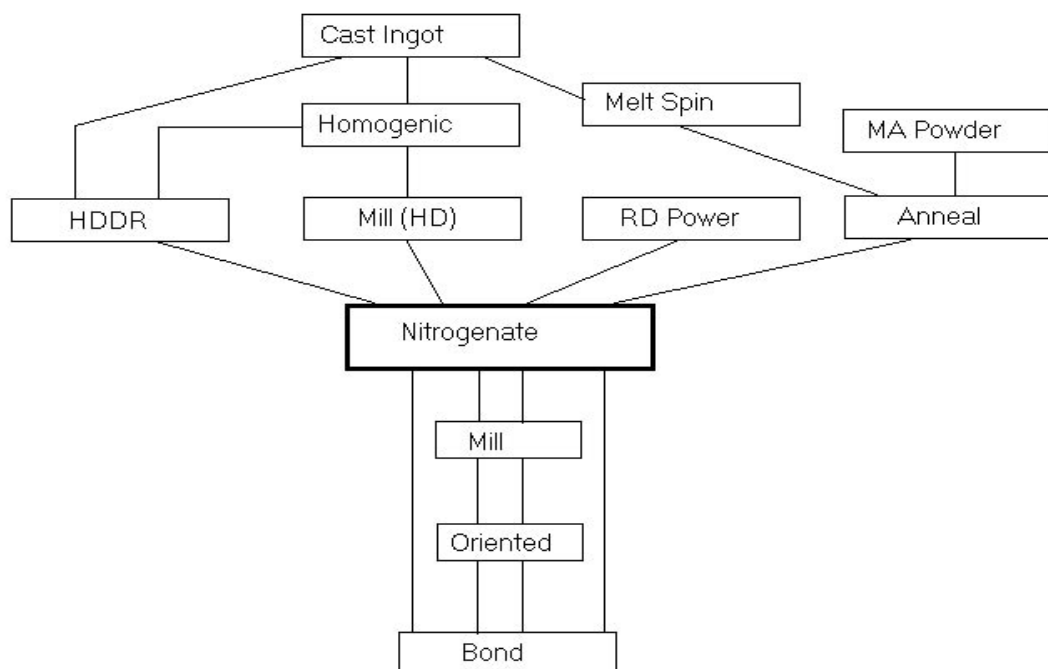 Cast Ingot
Melt Spin
Homogenic
MA Powder
HDDR
Mill (HD)
RD Power
Anneal
Nitrogenate
Mill
Oriented
Bond